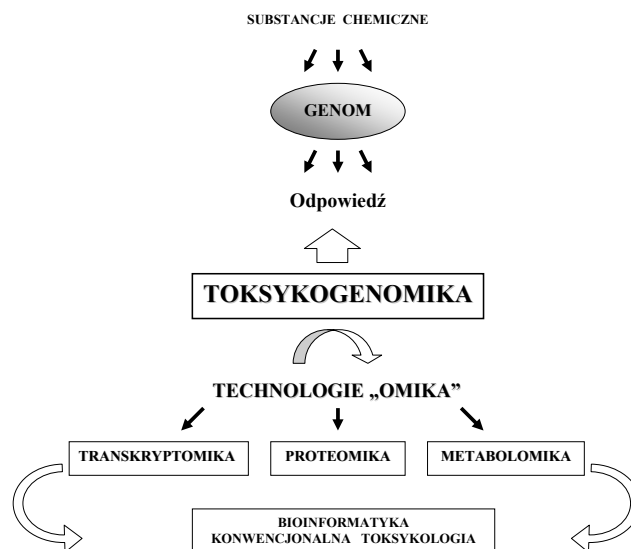 SUBSTANCJE CHEMICZNE
GENOM
Odpowiedź
TOKSYKOGENOMIKA
TECHNOLOGIE „OMIKA”
TRANSKRYPTOMIKA
PROTEOMIKA
METABOLOMIKA
BIOINFORMATYKA
KONWENCJONALNA TOKSYKOLOGIA